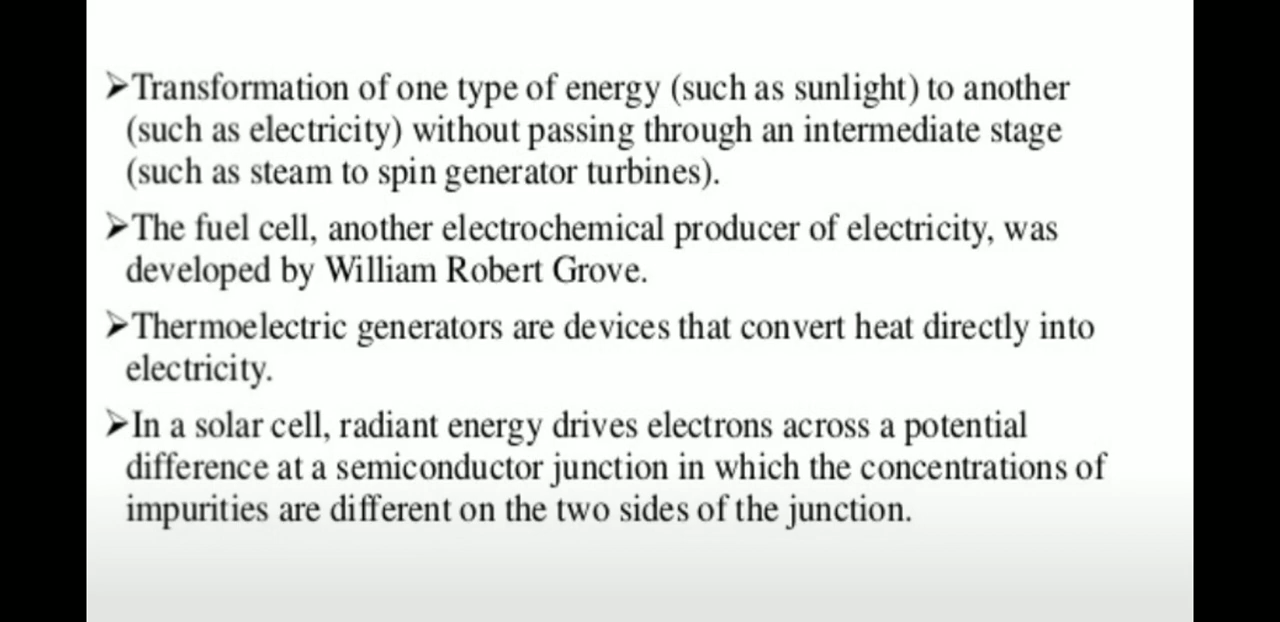 ➢Transformation of one type of energy (such as sunlight) to another
(such as electricity) without passing through an intermediate stage
(such as steam to spin generator turbines).
➢The fuel cell, another electrochemical producer of electricity, was
developed by William Robert Grove.
➢Thermoelectric generators are devices that convert heat directly into
electricity.
➢In a solar cell, radiant energy drives electrons across a potential
difference at a semiconductor junction in which the concentrations of
impurities are different on the two sides of the junction.